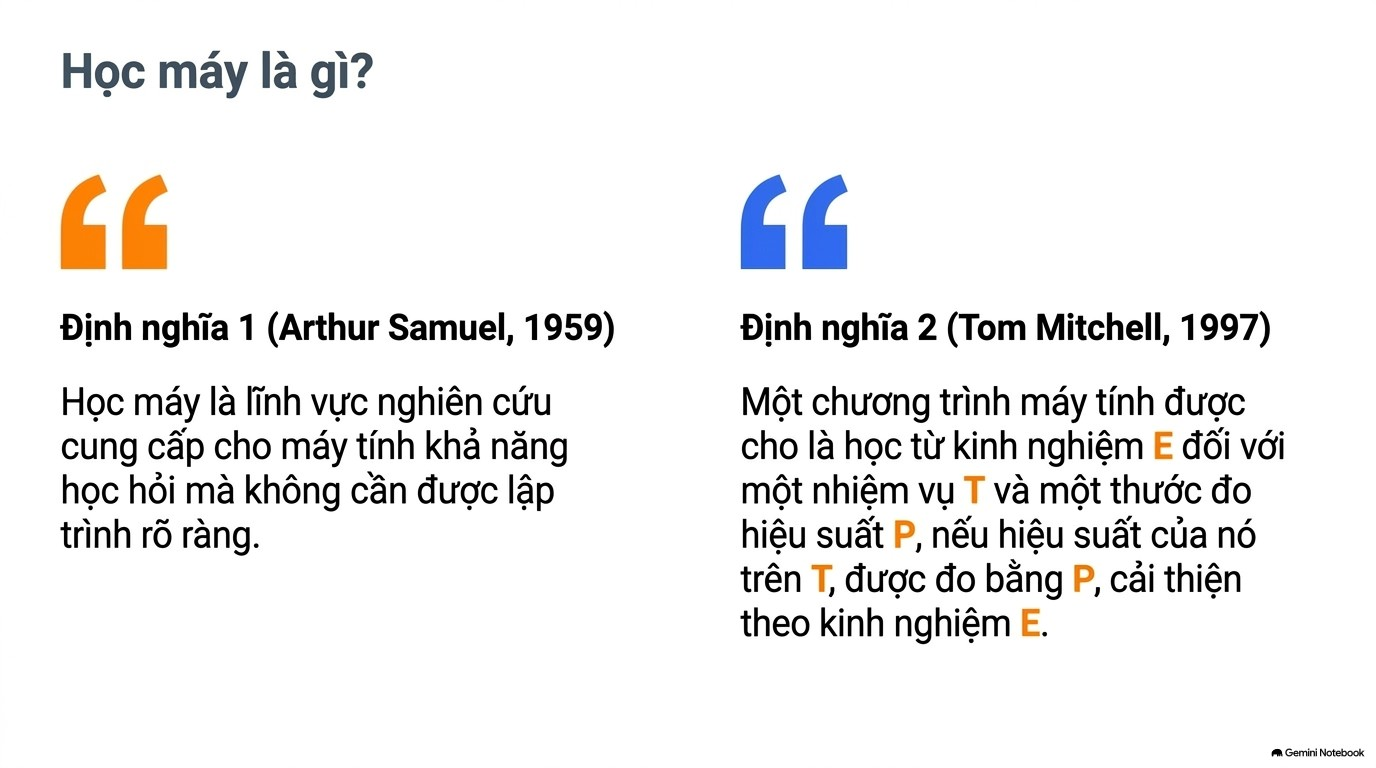 Học máy là gì?
Định nghĩa 1 (Arthur Samuel, 1959)
Học máy là lĩnh vực nghiên cứu
cung cấp cho máy tính khả năng
học hỏi mà không cần được lập
trình rõ ràng.
Định nghĩa 2 (Tom Mitchell, 1997)
Một chương trình máy tính được
cho là học từ kinh nghiệm E đối với
một nhiệm vụ T và một thước đo
hiệu suất P, nếu hiệu suất của nó
trên T, được đo bằng P, cải thiện
theo kinh nghiệm E.
Gemini Notebook